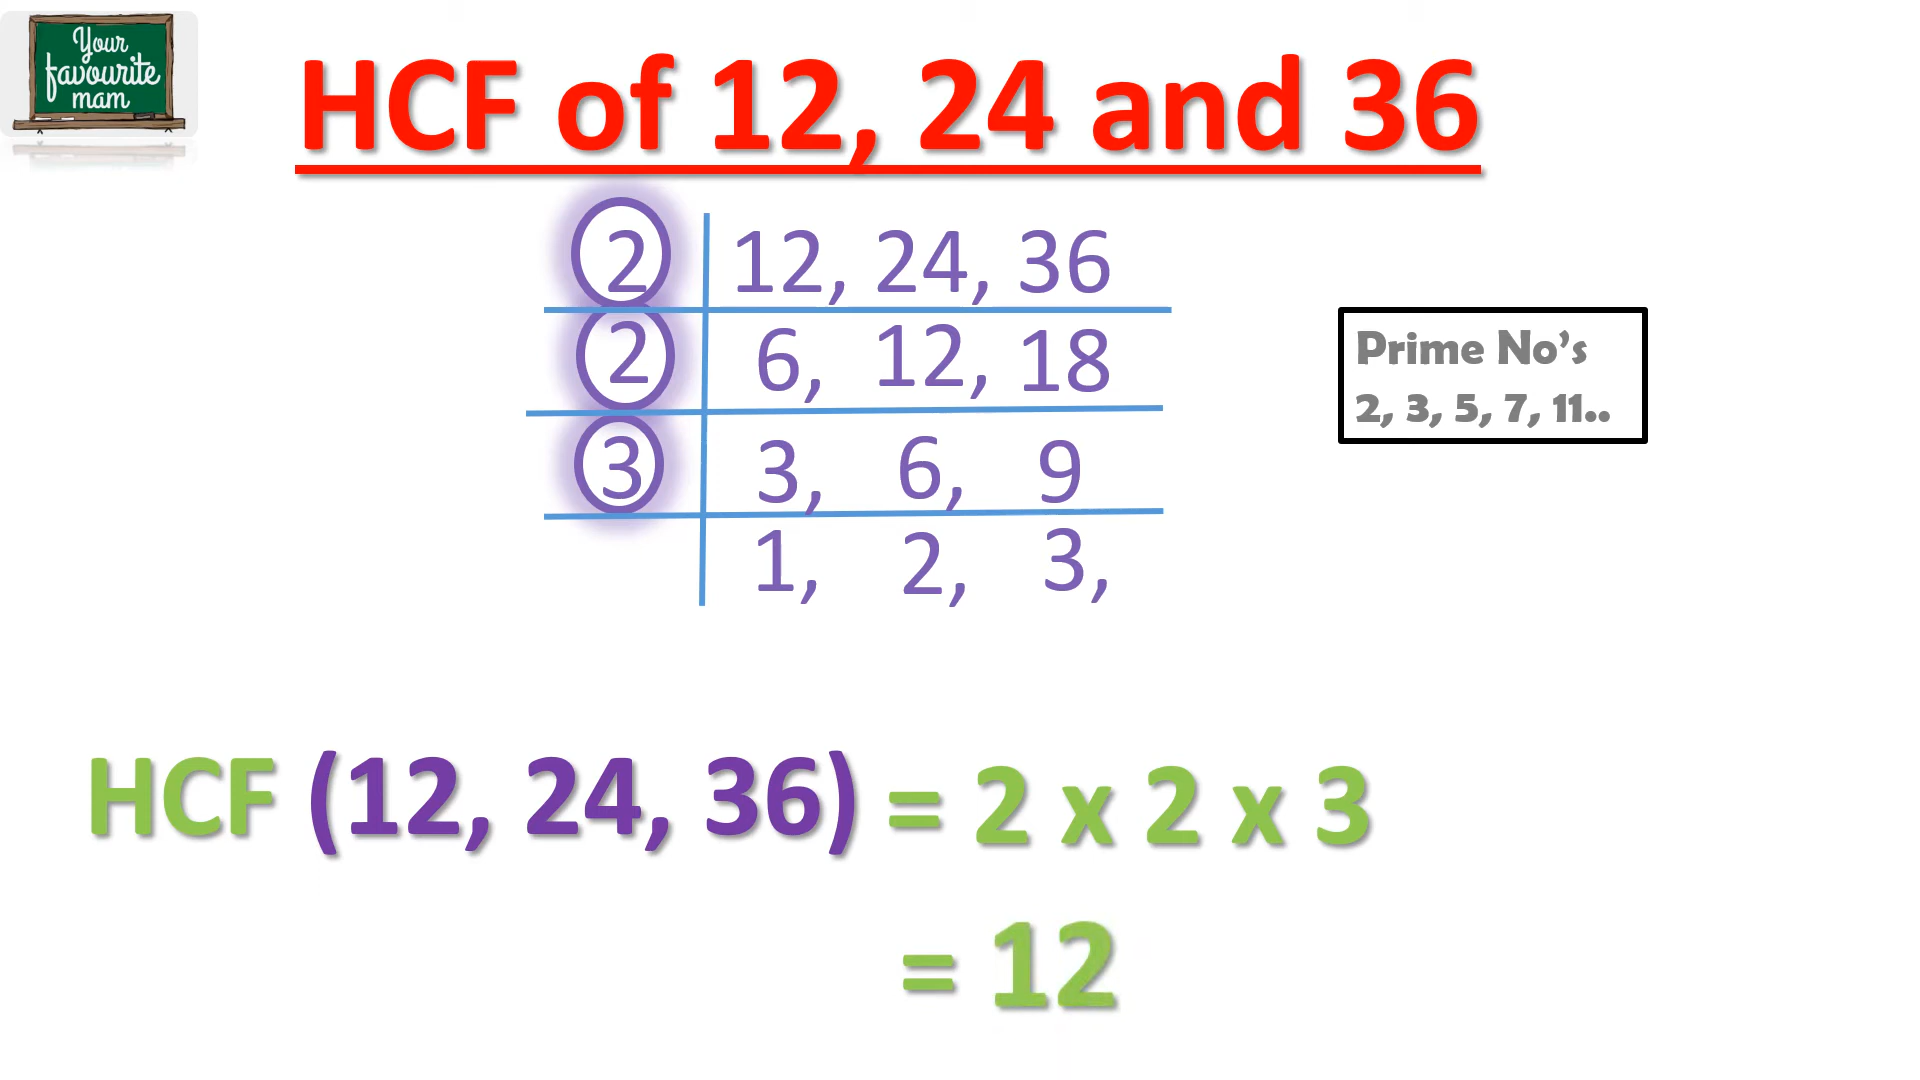 Your
favourite
mam
HCF of 12, 24 and 36
2 12, 24, 36
2 6, 12, 18
3 3, 6, 9
1, 2, 3,
Prime No’s
2, 3, 5, 7, 11..
HCF (12, 24, 36) = 2 x 2 x 3
= 12